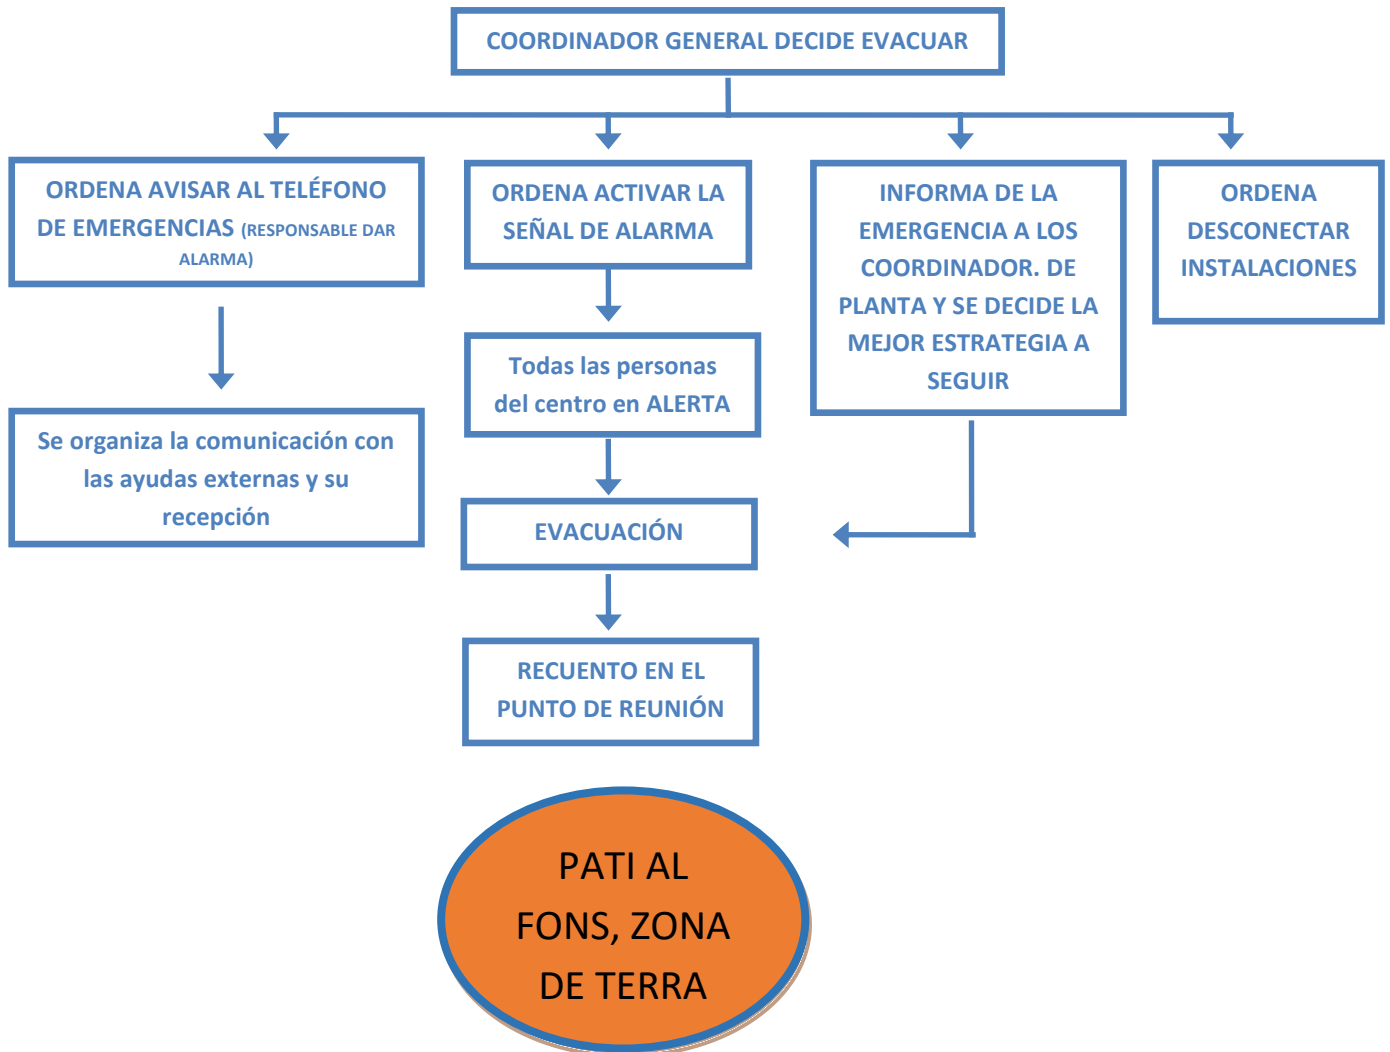 COORDINADOR GENERAL DECIDE EVACUAR
ORDENA AVISAR AL TELÉFONO
DE EMERGENCIAS (RESPONSABLE DAR
ALARMA)
ORDENA ACTIVAR LA
SEÑAL DE ALARMA
INFORMA DE LA
EMERGENCIA A LOS
COORDINADOR. DE
PLANTA Y SE DECIDE LA
MEJOR ESTRATEGIA A
SEGUIR
ORDENA
DESCONECTAR
INSTALACIONES
Todas las personas
del centro en ALERTA
Se organiza la comunicación con
las ayudas externas y su
recepción
EVACUACIÓN
RECUENTO EN EL
PUNTO DE REUNIÓN
PATI AL
FONS, ZONA
DE TERRA